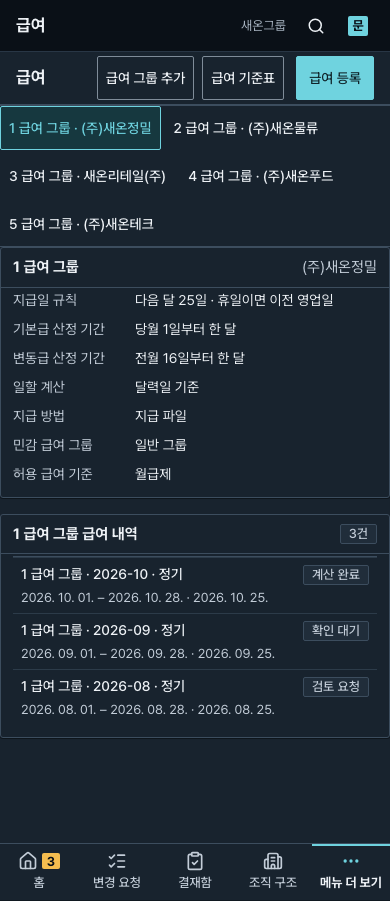 급여 새온그룹 문
급여 급여 그룹 추가 급여 기준표 급여 등록
1 급여 그룹 · (주)새온정밀 2 급여 그룹 · (주)새온물류
3 급여 그룹 · 새온리테일(주) 4 급여 그룹 · (주)새온푸드
5 급여 그룹 · (주)새온테크
1 급여 그룹 (주)새온정밀
지급일 규칙 다음 달 25일 · 휴일이면 이전 영업일
기본급 산정 기간 당월 1일부터 한 달
변동급 산정 기간 전월 16일부터 한 달
일할 계산 달력일 기준
지급 방법 지급 파일
민감 급여 그룹 일반 그룹
허용 급여 기준 월급제
1 급여 그룹 급여 내역 3건
1 급여 그룹 · 2026-10 · 정기 계산 완료
2026. 10. 01. – 2026. 10. 28. · 2026. 10. 25.
1 급여 그룹 · 2026-09 · 정기 확인 대기
2026. 09. 01. – 2026. 09. 28. · 2026. 09. 25.
1 급여 그룹 · 2026-08 · 정기 검토 요청
2026. 08. 01. – 2026. 08. 28. · 2026. 08. 25.
3
홈 변경 요청 결재함 조직 구조 메뉴 더 보기